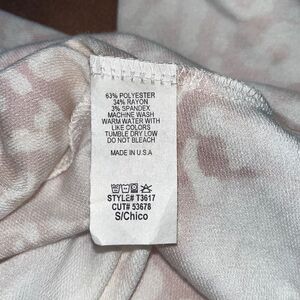 63% POLYESTER
34% RAYON
3% SPANDEX
MACHINE WASH
WARM WATER WITH
LIKE COLORS
TUMBLE DRY LOW
DO NOT BLEACH
MADE IN U.S.A
STYLE# T3617
CUT# 53678
S/Chico